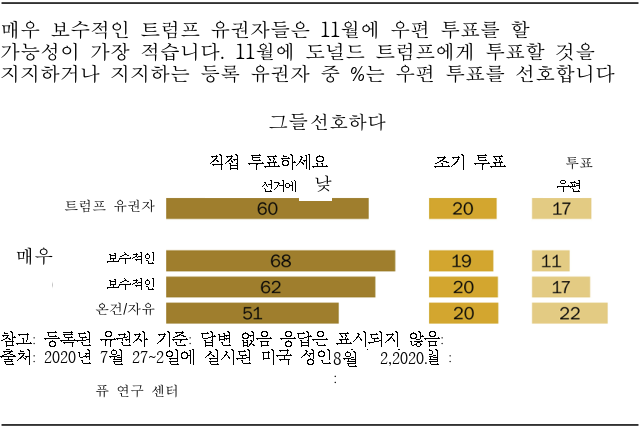 매우 보수적인 트럼프 유권자들은 11월에 우편 투표를 할
가능성이 가장 적습니다. 11월에 도널드 트럼프에게 투표할 것을
지지하거나 지지하는 등록 유권자 중 %는 우편 투표를 선호합니다
그들선호하다
직접 투표하세요 조기 투표 투표
선거에 낮 우편
트럼프 유권자 60 20 17
매우 보수적인 68 19 11
보수적인 62 20 17
온건/자유 51 20 22
참고: 등록된 유권자 기준: 답변 없음 응답은 표시되지 않음:
출처: 2020년 7월 27~2일에 실시된 미국 성인8월 2,2020.월 :
:
퓨 연구 센터